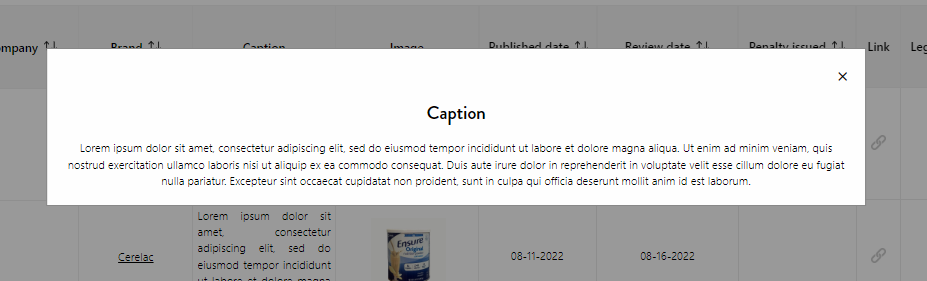 ompany Brand Caption Image Published date Review date Penalty issued Link Leg
Caption
Lorem ipsum dolor sit amet, consectetur adipiscing elit, sed do eiusmod tempor incididunt ut labore et dolore magna aliqua. Ut enim ad minim veniam, quis
nostrud exercitation ullamco laboris nisi ut aliquip ex ea commodo consequat. Duis aute irure dolor in reprehenderit in voluptate velit esse cillum dolore eu fugiat
nulla pariatur. Excepteur sint occaecat cupidatat non proident, sunt in culpa qui officia deserunt mollit anim id est laborum.
Cerelac
Lorem ipsum dolor sit
amet, consectetur
adipiscing elit, sed do
eiusmod tempor incididunt
ut labore et dolore magna
Ensure
Original
08-11-2022
08-16-2022